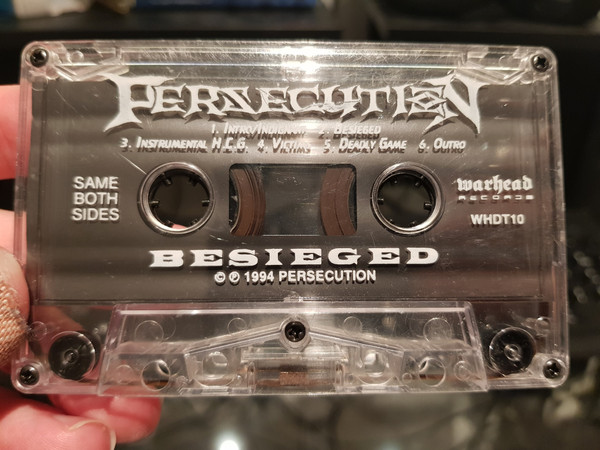 PERSECUTION
1. Intro/Indignant 2. Besieged
3. Instrumental H.C.G. 4. Victims 5. Deadly Game 6. Outro
SAME
BOTH
SIDES
warhead
RECORDS
WHDT10
BESIEGED
© ℗ 1994 PERSECUTION